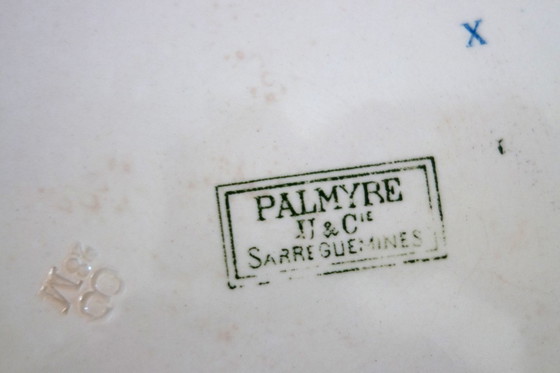 X
PALMYRE
U & Cie
SARREGUEMINES